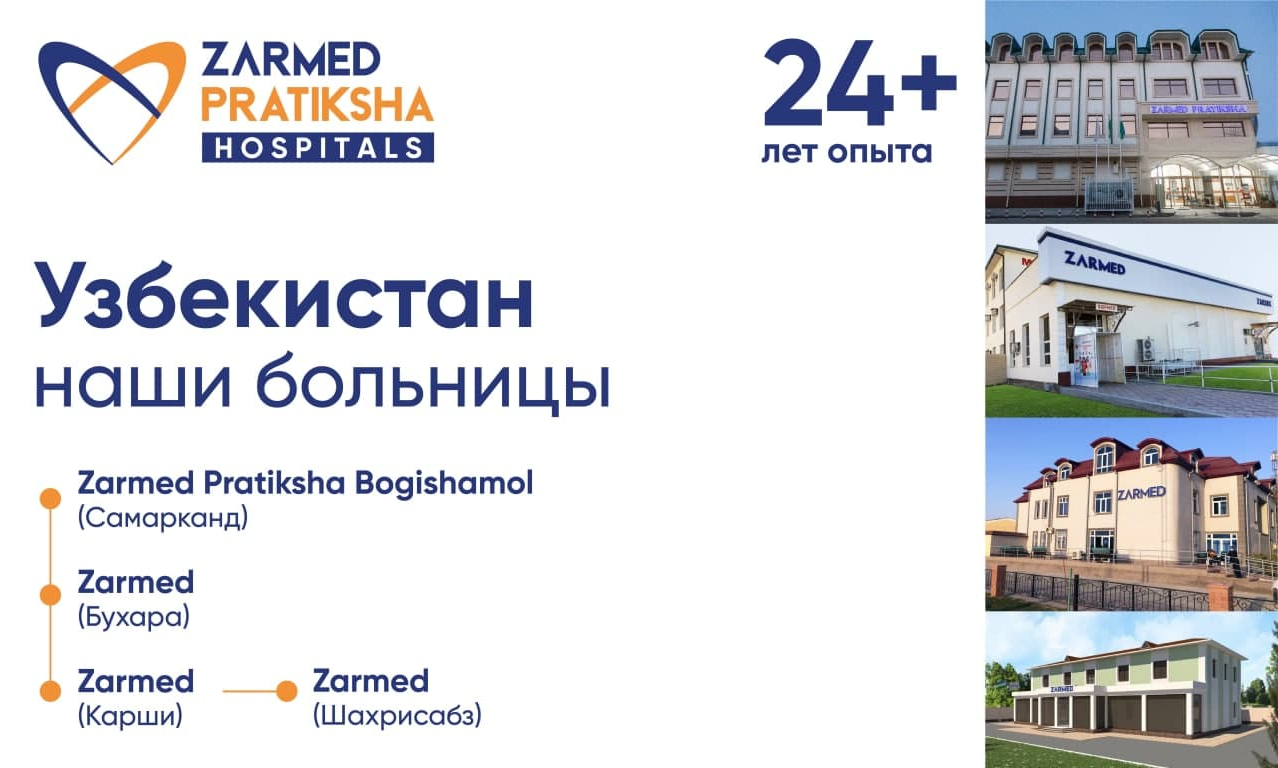 ZARMED
PRATIKSHA
HOSPITALS
24+
лет опыта
Узбекистан
наши больницы
Zarmed Pratiksha Bogishamol
(Самарканд)
Zarmed
(Бухара)
Zarmed
(Карши)
Zarmed
(Шахрисабз)
ZARMED PRATIKSHA
ZARMED
ZARMED
ZARMED